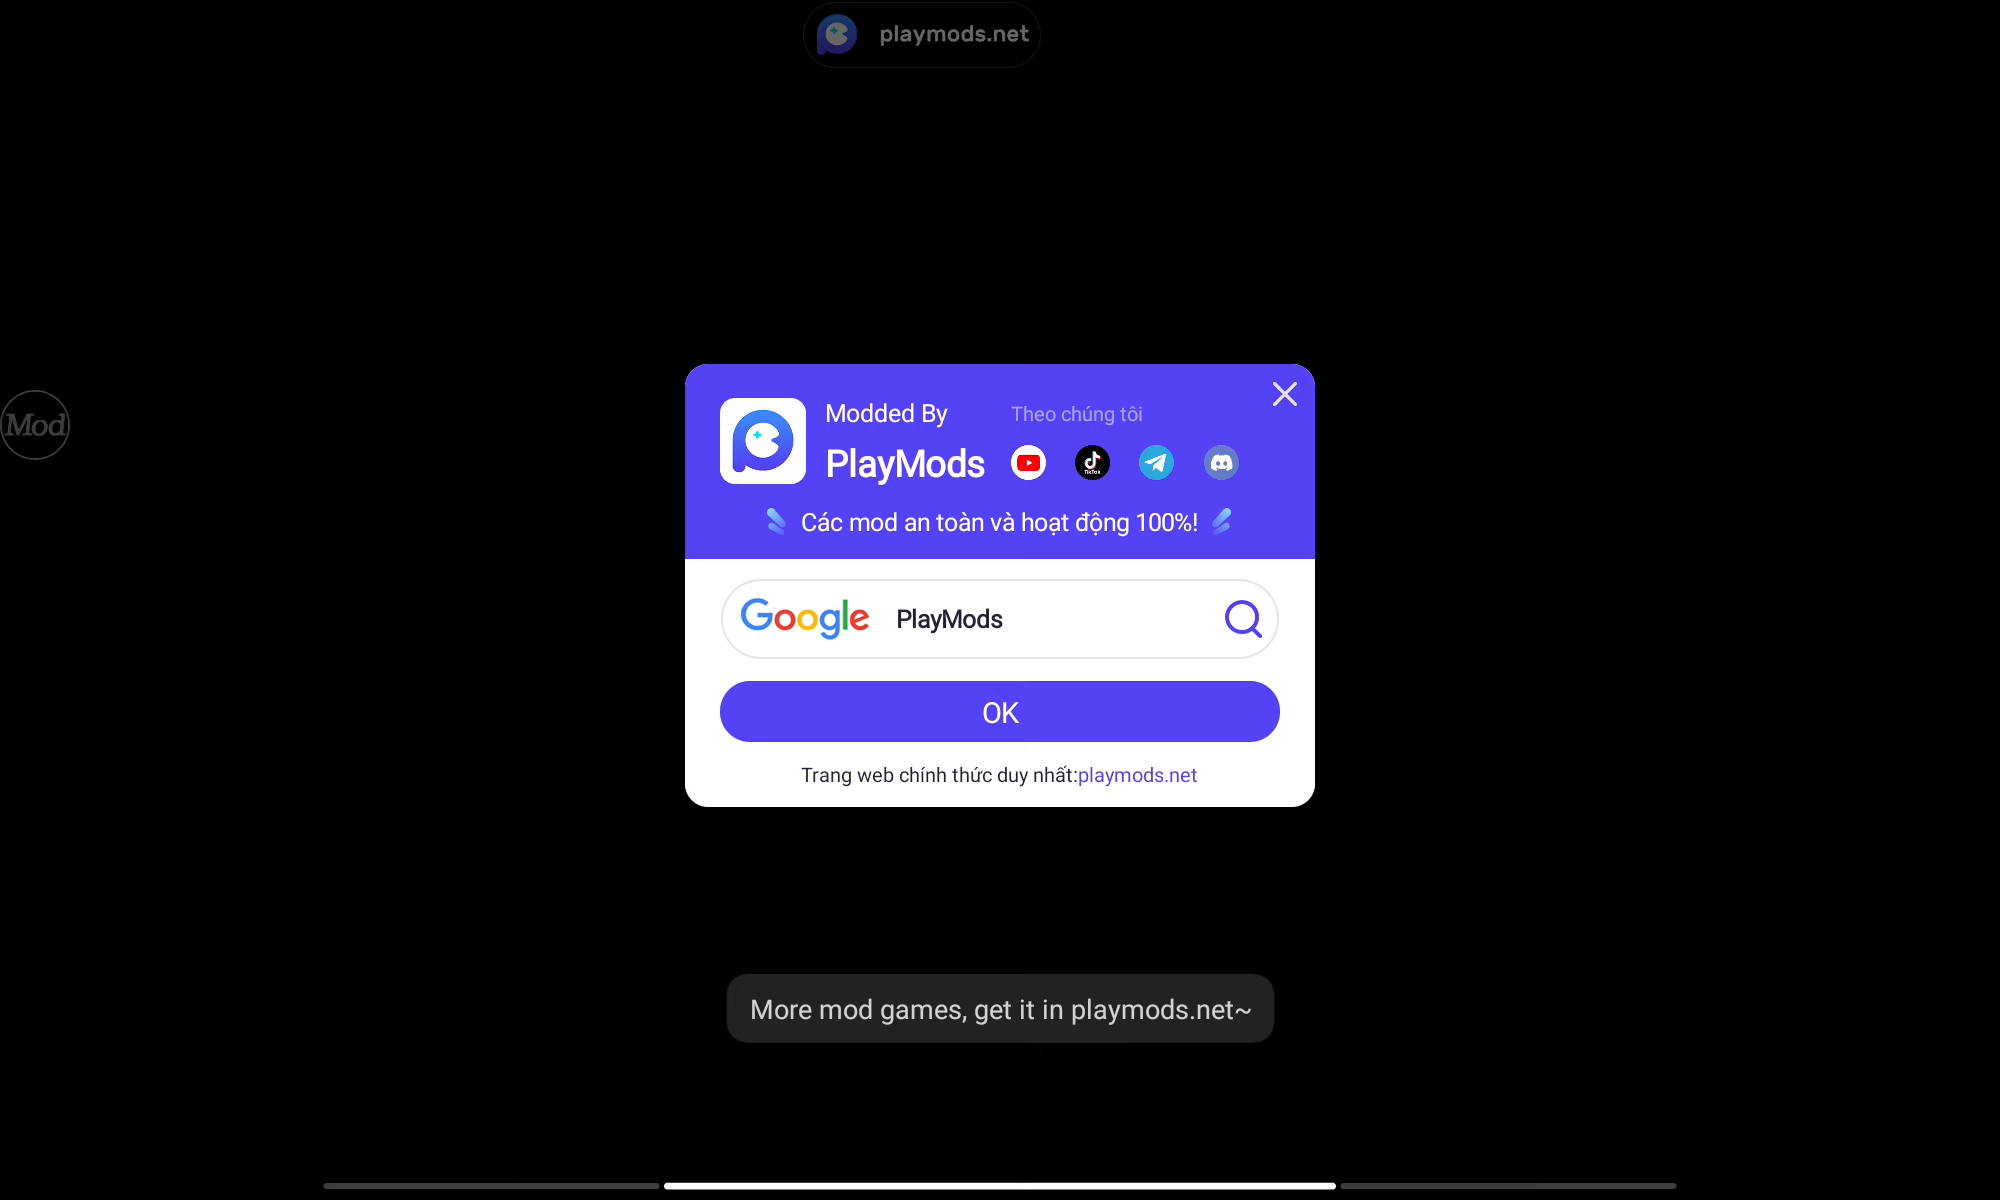 playmods.net
Mod
Modded By
Theo chúng tôi
PlayMods
TikTok
Các mod an toàn và hoạt động 100%!
Google PlayMods
OK
Trang web chính thức duy nhất:playmods.net
More mod games, get it in playmods.net~